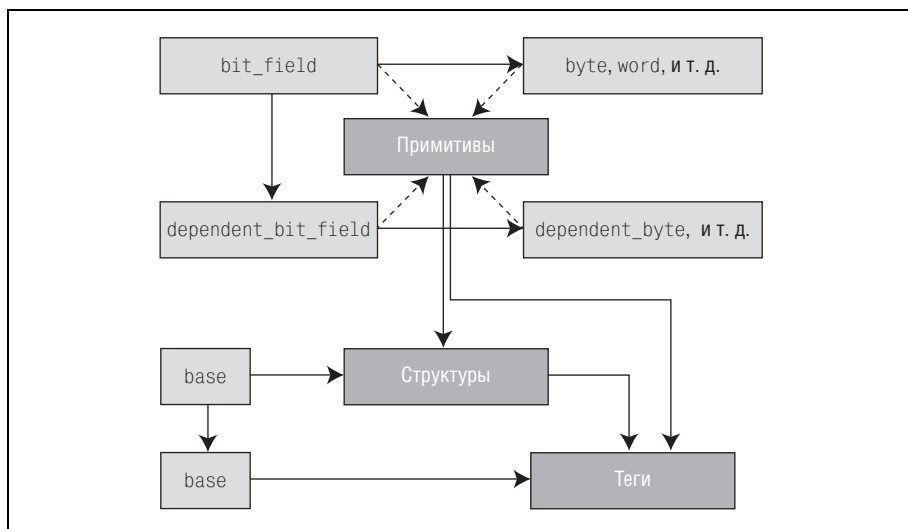 bit_field
byte, word, и т. д.
Примитивы
dependent_bit_field
dependent_byte, и т. д.
base
Структуры
base
Теги